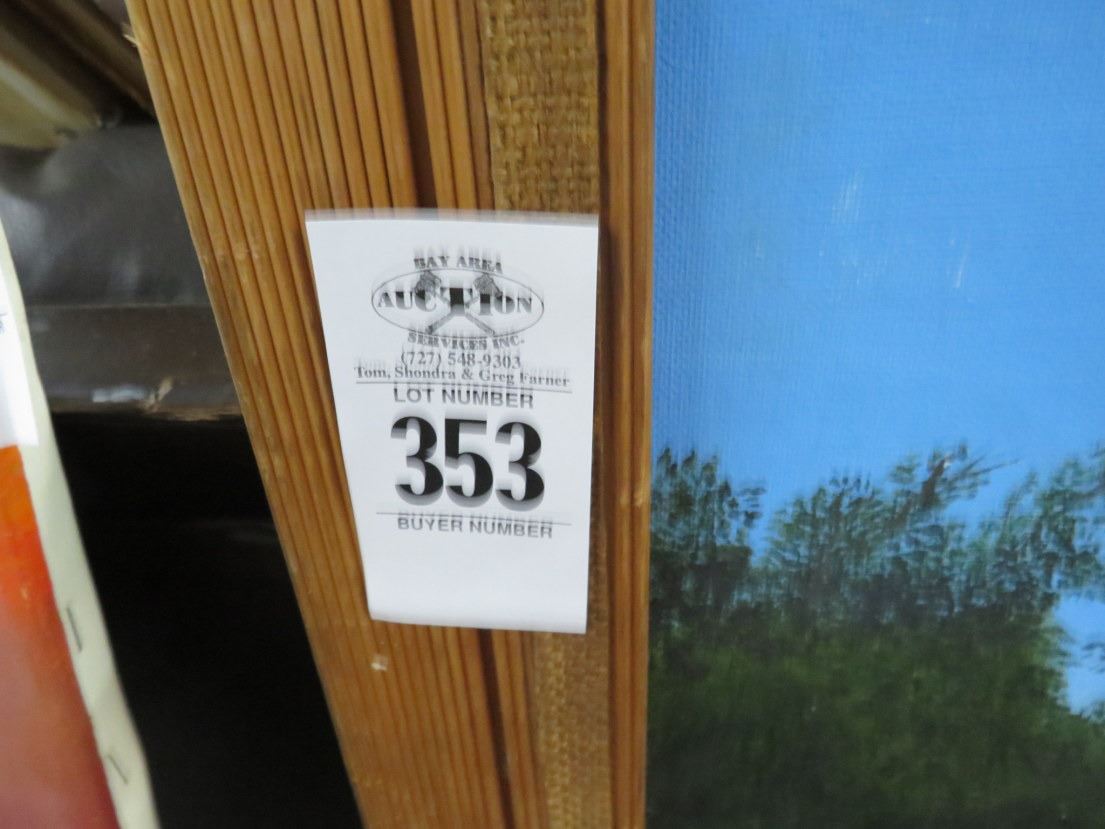 BAY AREA
AUCTION
SERVICES INC.
(727) 548-9303
Tom, Shondra & Greg Farner
LOT NUMBER
353
BUYER NUMBER